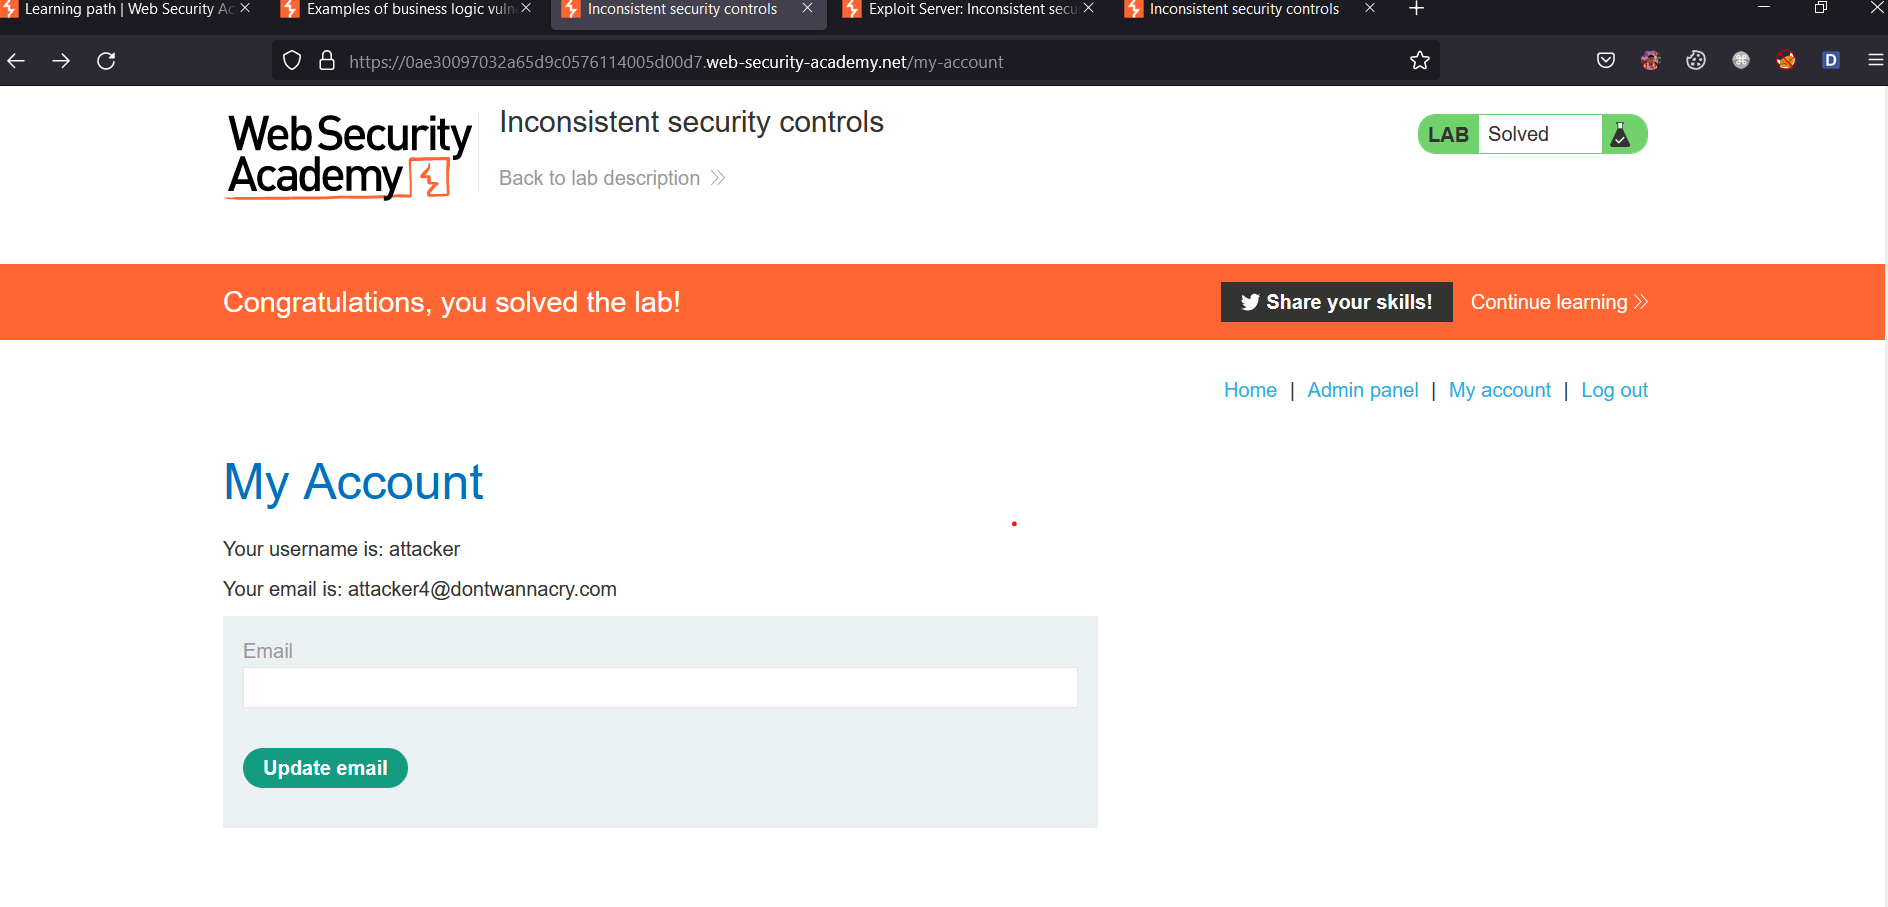 Learning path | Web Security Ac
Examples of business logic vuln
Inconsistent security controls
Exploit Server: Inconsistent secu
Inconsistent security controls
https://0ae30097032a65d9c0576114005d00d7.web-security-academy.net/my-account
D
Web Security
Academy
Inconsistent security controls
Back to lab description
LAB Solved
Congratulations, you solved the lab!
Share your skills!
Continue learning
Home | Admin panel | My account | Log out
My Account
Your username is: attacker
Your email is: attacker4@dontwannacry.com
Email
Update email